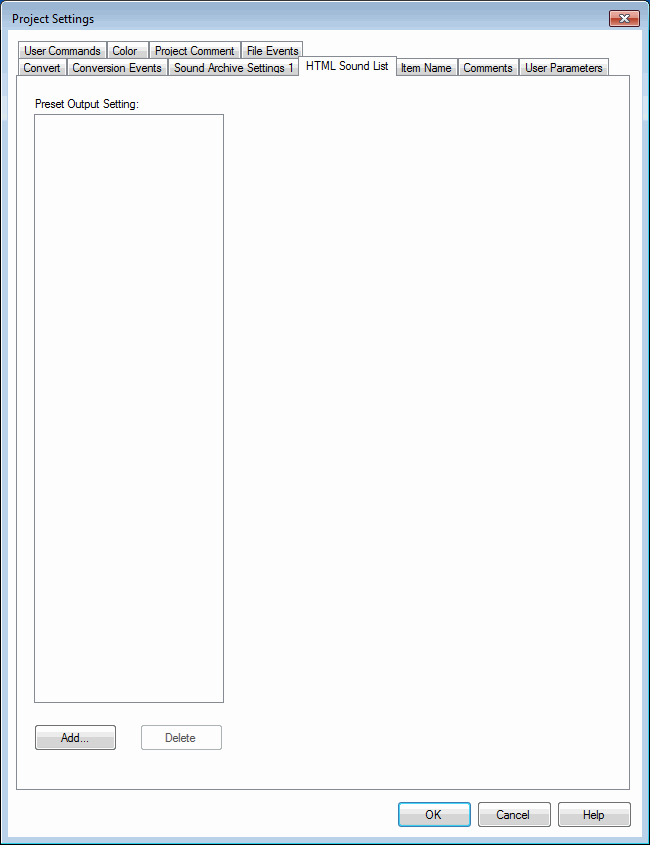 Project Settings
User Commands Color Project Comment File Events
Convert Conversion Events Sound Archive Settings 1 HTML Sound List Item Name Comments User Parameters
Preset Output Setting:
Add... Delete
OK Cancel Help